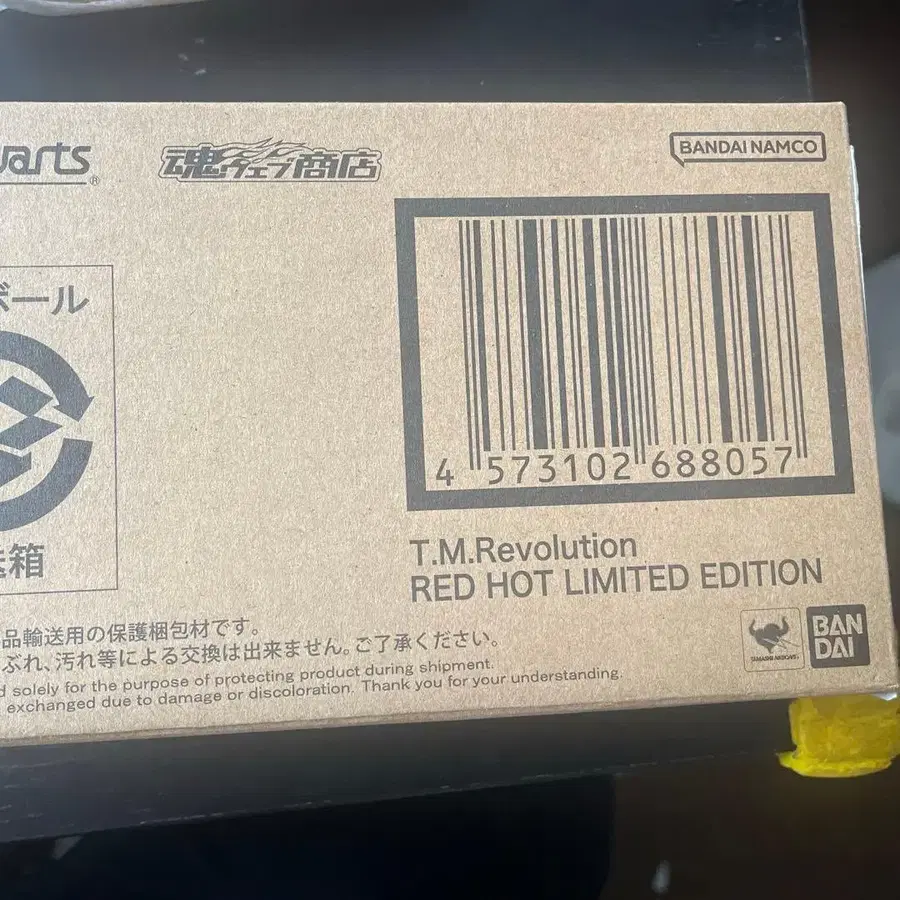 uarts®
魂ウェブ商店
BANDAI NAMCO
ボール
4 573102 688057
T.M.Revolution
RED HOT LIMITED EDITION
送箱
品輸送用の保護梱包材です。
ぶれ、汚れ等による交換は出来ません。ご了承ください。
d solely for the purpose of protecting product during shipment.
exchanged due to damage or discoloration. Thank you for your understanding.
TAMASHII NATIONS
BAN
DAI